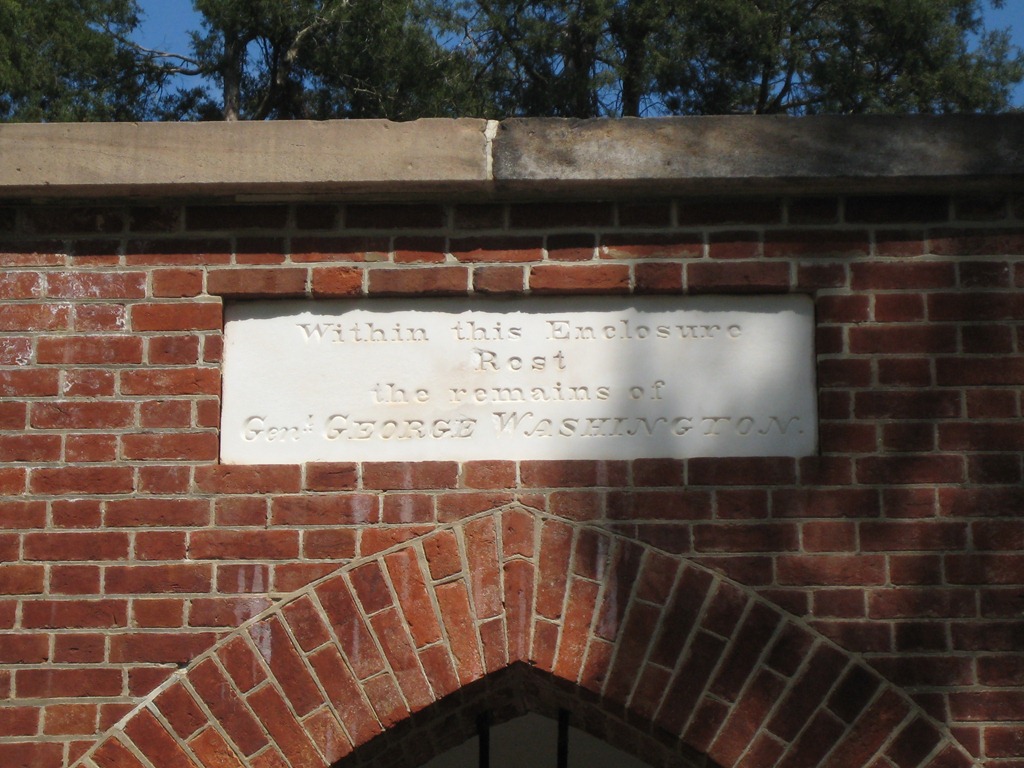 Within this Enclosure
Rest
the remains of
Genˡ. GEORGE WASHINGTON.